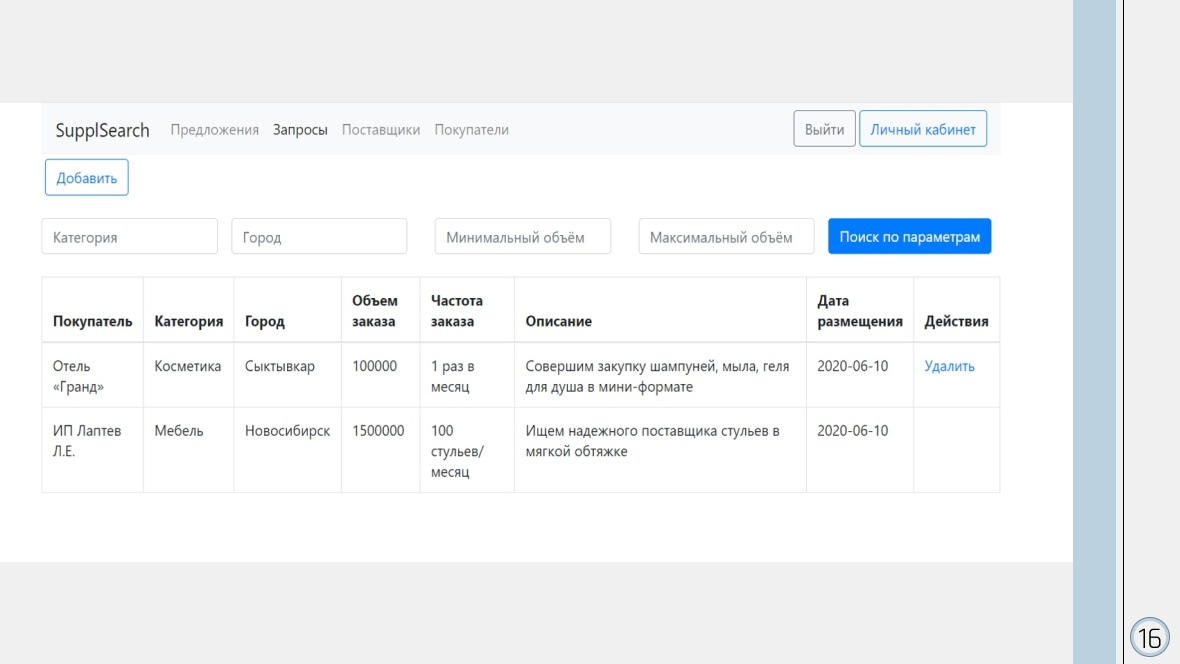 SupplSearch Предложения Запросы Поставщики Покупатели Выйти Личный кабинет
Добавить
Категория Город Минимальный объём Максимальный объём Поиск по параметрам
Покупатель Категория Город Объем заказа Частота заказа Описание Дата размещения Действия
Отель «Гранд» Косметика Сыктывкар 100000 1 раз в месяц Совершим закупку шампуней, мыла, геля для душа в мини-формате 2020-06-10 Удалить
ИП Лаптев Л.Е. Мебель Новосибирск 1500000 100 стульев/месяц Ищем надежного поставщика стульев в мягкой обтяжке 2020-06-10
16